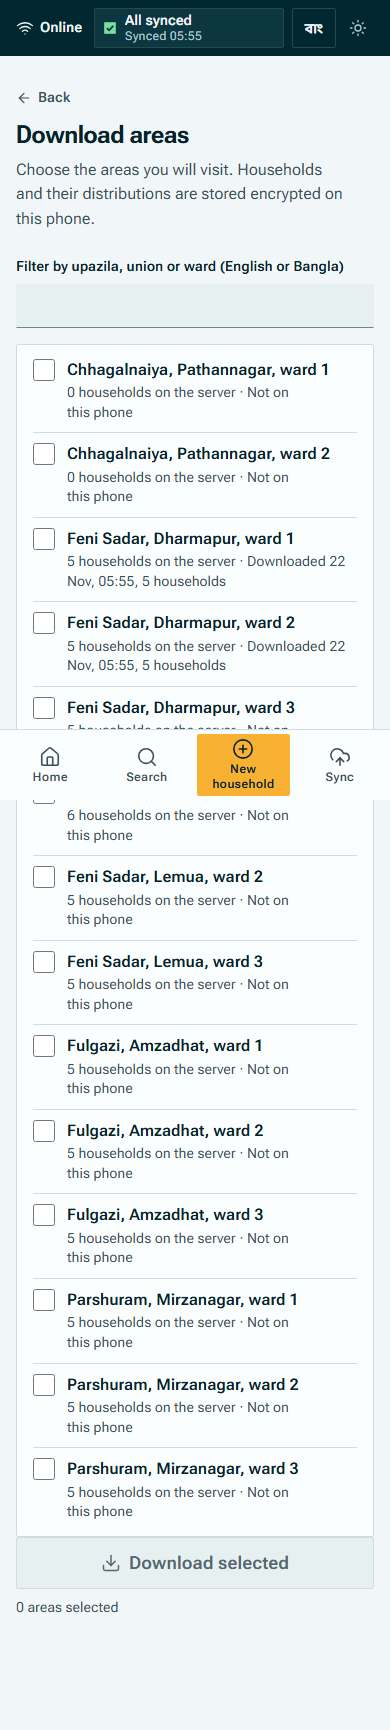 Online
All synced
Synced 05:55
বাং
Back
Download areas
Choose the areas you will visit. Households
and their distributions are stored encrypted on
this phone.
Filter by upazila, union or ward (English or Bangla)
Chhagalnaiya, Pathannagar, ward 1
0 households on the server · Not on
this phone
Chhagalnaiya, Pathannagar, ward 2
0 households on the server · Not on
this phone
Feni Sadar, Dharmapur, ward 1
5 households on the server · Downloaded 22
Nov, 05:55, 5 households
Feni Sadar, Dharmapur, ward 2
5 households on the server · Downloaded 22
Nov, 05:55, 5 households
Feni Sadar, Dharmapur, ward 3
Home
Search
New
household
Sync
6 households on the server · Not on
this phone
Feni Sadar, Lemua, ward 2
5 households on the server · Not on
this phone
Feni Sadar, Lemua, ward 3
5 households on the server · Not on
this phone
Fulgazi, Amzadhat, ward 1
5 households on the server · Not on
this phone
Fulgazi, Amzadhat, ward 2
5 households on the server · Not on
this phone
Fulgazi, Amzadhat, ward 3
5 households on the server · Not on
this phone
Parshuram, Mirzanagar, ward 1
5 households on the server · Not on
this phone
Parshuram, Mirzanagar, ward 2
5 households on the server · Not on
this phone
Parshuram, Mirzanagar, ward 3
5 households on the server · Not on
this phone
Download selected
0 areas selected